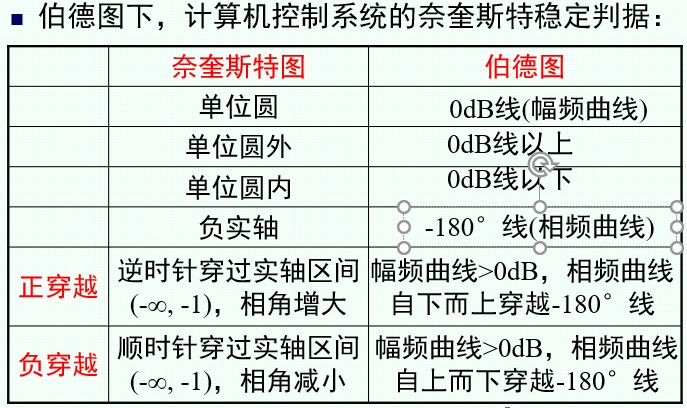 伯德图下，计算机控制系统的奈奎斯特稳定判据：
奈奎斯特图 伯德图
单位圆 0dB线(幅频曲线)
单位圆外 0dB线以上
单位圆内 0dB线以下
负实轴 -180°线(相频曲线)
正穿越 逆时针穿过实轴区间 幅频曲线>0dB，相频曲线
(-∞, -1)，相角增大 自下而上穿越-180°线
负穿越 顺时针穿过实轴区间 幅频曲线>0dB，相频曲线
(-∞, -1)，相角减小 自上而下穿越-180°线